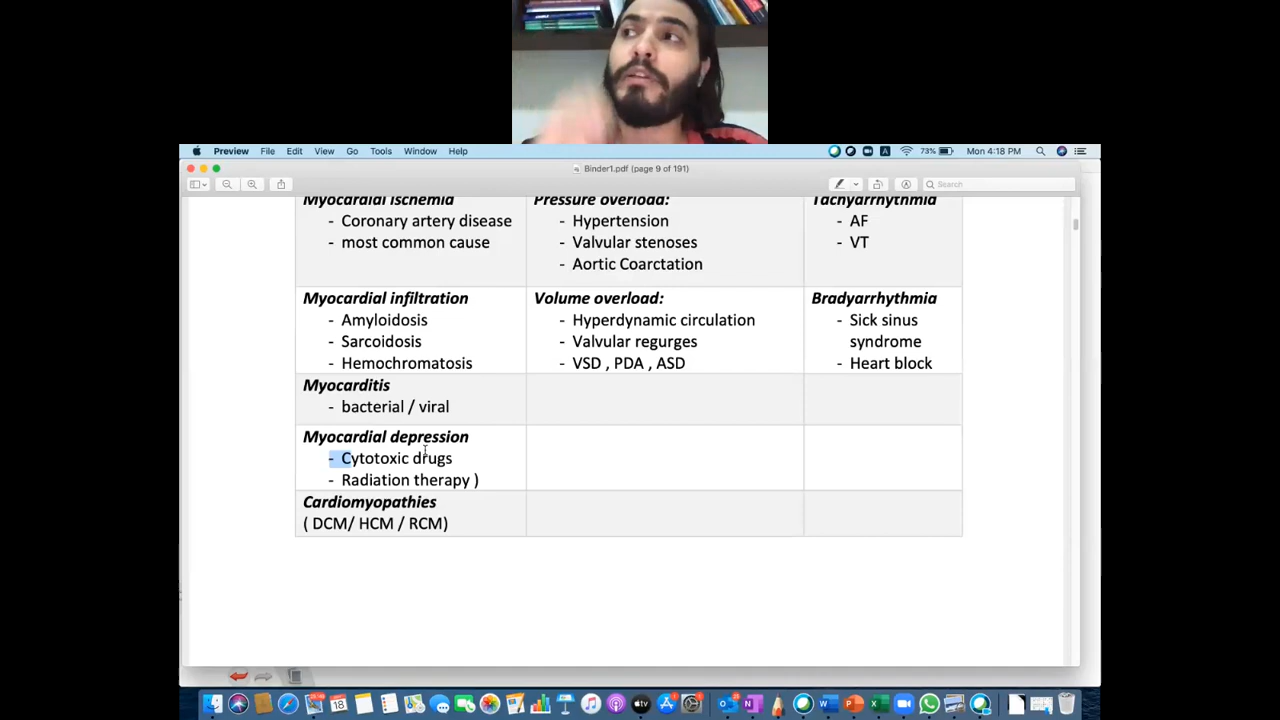 Preview File Edit View Go Tools Window Help
A 73% Mon 4:18 PM
Binder1.pdf (page 9 of 191)
Search
Myocardial ischemia
- Coronary artery disease
- most common cause
Pressure overload:
- Hypertension
- Valvular stenoses
- Aortic Coarctation
Tachyarrhythmia
- AF
- VT
Myocardial infiltration
- Amyloidosis
- Sarcoidosis
- Hemochromatosis
Volume overload:
- Hyperdynamic circulation
- Valvular regurges
- VSD , PDA , ASD
Bradyarrhythmia
- Sick sinus
syndrome
- Heart block
Myocarditis
- bacterial / viral
Myocardial depression
- Cytotoxic drugs
- Radiation therapy )
Cardiomyopathies
( DCM/ HCM / RCM)